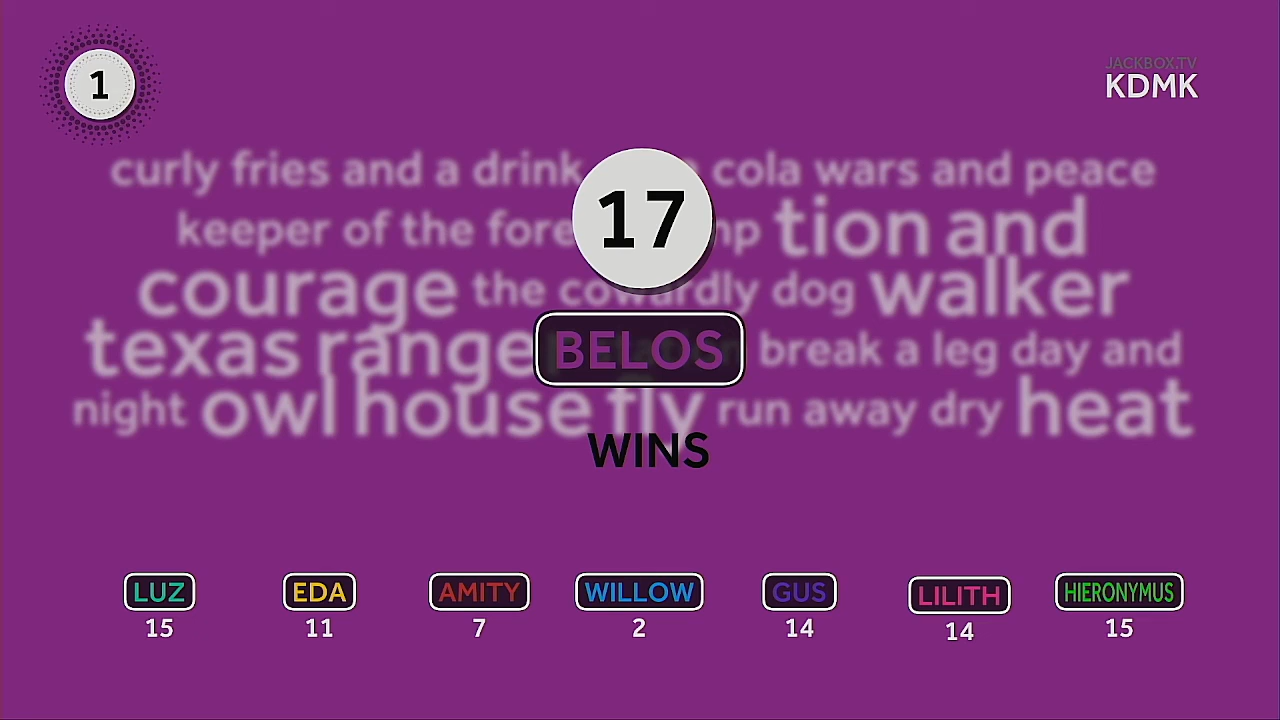 1
JACKBOX.TV
KDMK
curly fries and a drink cola wars and peace
17
keeper of the tion and
courage the cowardly dog walker
texas break a leg day and
BELOS
night owl house fly run away dry heat
WINS
LUZ EDA AMITY WILLOW GUS LILITH HIERONYMUS
15 11 7 2 14 14 15